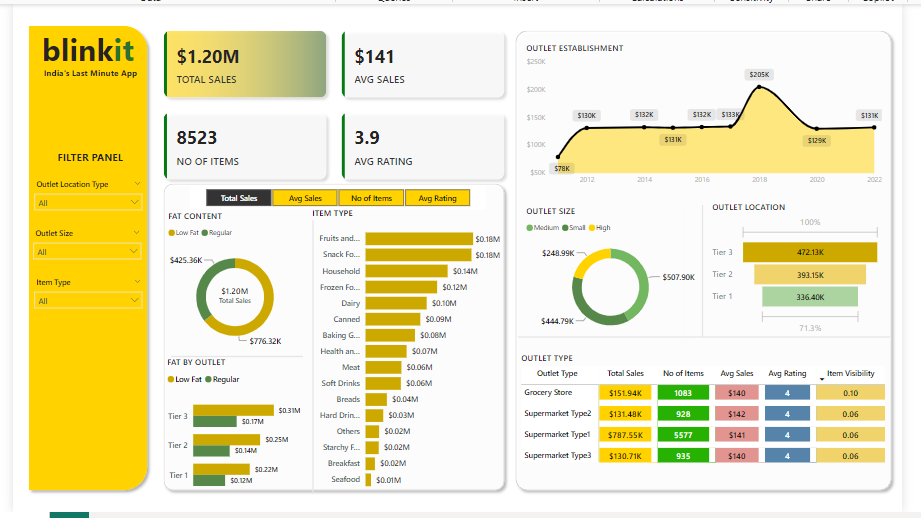 blinkit
India's Last Minute App
FILTER PANEL
Outlet Location Type
All
Outlet Size
All
Item Type
All
$1.20M
TOTAL SALES
$141
AVG SALES
8523
NO OF ITEMS
3.9
AVG RATING
Total Sales Avg Sales No of Items Avg Rating
FAT CONTENT
Low Fat Regular
$425.36K
$1.20M
Total Sales
$776.32K
FAT BY OUTLET
Low Fat Regular
Tier 3 $0.31M
$0.17M
Tier 2 $0.25M
$0.14M
Tier 1 $0.22M
$0.12M
ITEM TYPE
Fruits and... $0.18M
Snack Fo... $0.18M
Household $0.14M
Frozen Fo... $0.12M
Dairy $0.10M
Canned $0.09M
Baking G... $0.08M
Health an... $0.07M
Meat $0.06M
Soft Drinks $0.06M
Breads $0.04M
Hard Drin... $0.03M
Others $0.02M
Starchy F... $0.02M
Breakfast $0.02M
Seafood $0.01M
OUTLET ESTABLISHMENT
$250K
$200K
$150K
$100K
$50K
$78K
$130K
$132K
$131K
$132K
$133K
$205K
$129K
$131K
2012 2014 2016 2018 2020 2022
OUTLET SIZE
Medium Small High
$248.99K
$507.90K
$444.79K
OUTLET LOCATION
100%
Tier 3 472.13K
Tier 2 393.15K
Tier 1 336.40K
71.3%
OUTLET TYPE
Outlet Type Total Sales No of Items Avg Sales Avg Rating Item Visibility
Grocery Store $151.94K 1083 $140 4 0.10
Supermarket Type2 $131.48K 928 $142 4 0.06
Supermarket Type1 $787.55K 5577 $141 4 0.06
Supermarket Type3 $130.71K 935 $140 4 0.06